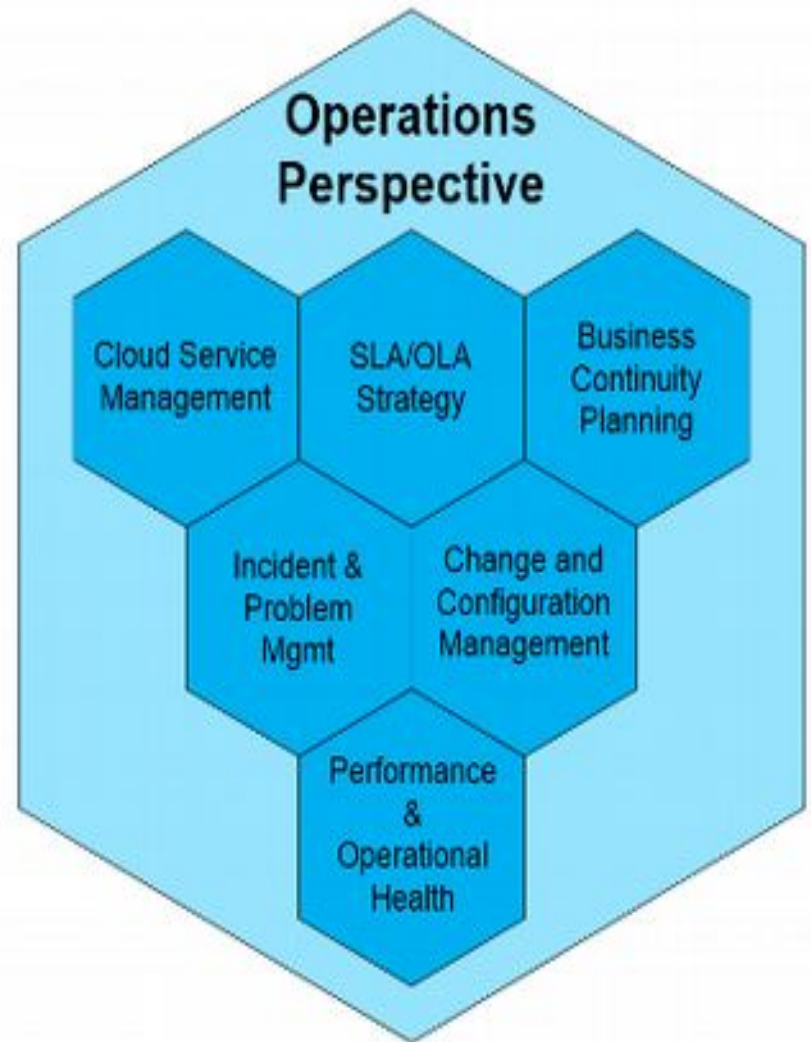 Operations
Perspective
Cloud Service
Management
SLA/OLA
Strategy
Business
Continuity
Planning
Incident &
Problem
Mgmt
Change and
Configuration
Management
Performance
&
Operational
Health